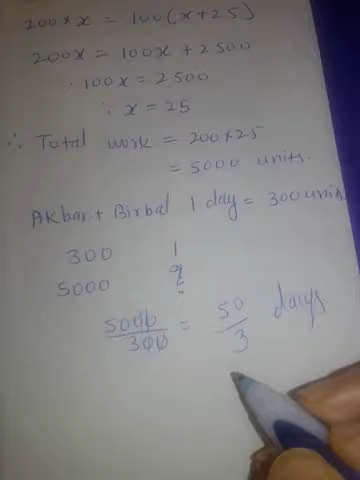 200 × x = 100(x + 25)
200x = 100x + 2500
∴ 100x = 2500
∴ x = 25
∴ Total work = 200 × 25
= 5000 units.
Akbar + Birbal 1 day = 300 units
300 1
5000 ?
5000/300 = 50/3 days